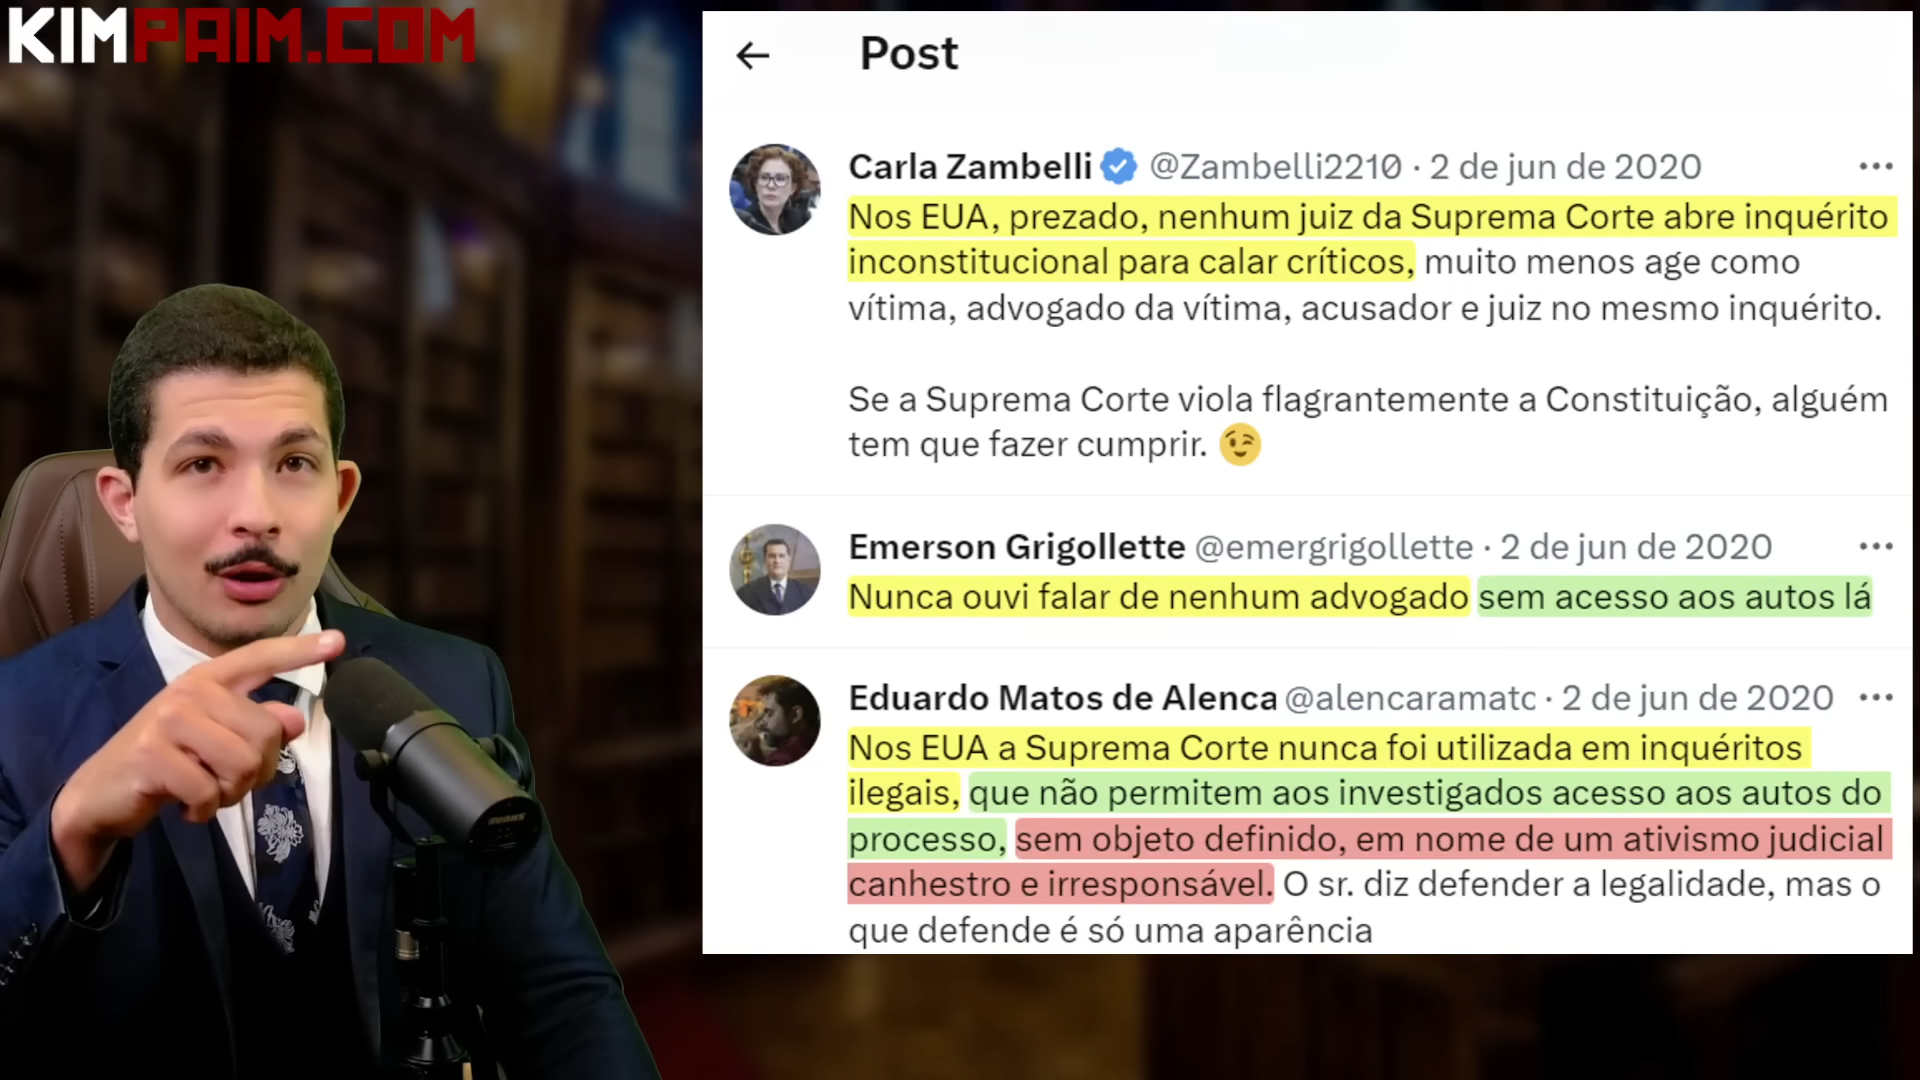 KIMPAIM.COM
Post
Carla Zambelli @Zambelli2210 · 2 de jun de 2020
Nos EUA, prezado, nenhum juiz da Suprema Corte abre inquérito
inconstitucional para calar críticos, muito menos age como
vítima, advogado da vítima, acusador e juiz no mesmo inquérito.
Se a Suprema Corte viola flagrantemente a Constituição, alguém
tem que fazer cumprir. 😉
Emerson Grigollette @emergrigollette · 2 de jun de 2020
Nunca ouvi falar de nenhum advogado sem acesso aos autos lá
Eduardo Matos de Alenca @alencaramatc · 2 de jun de 2020
Nos EUA a Suprema Corte nunca foi utilizada em inquéritos
ilegais, que não permitem aos investigados acesso aos autos do
processo, sem objeto definido, em nome de um ativismo judicial
canhestro e irresponsável. O sr. diz defender a legalidade, mas o
que defende é só uma aparência